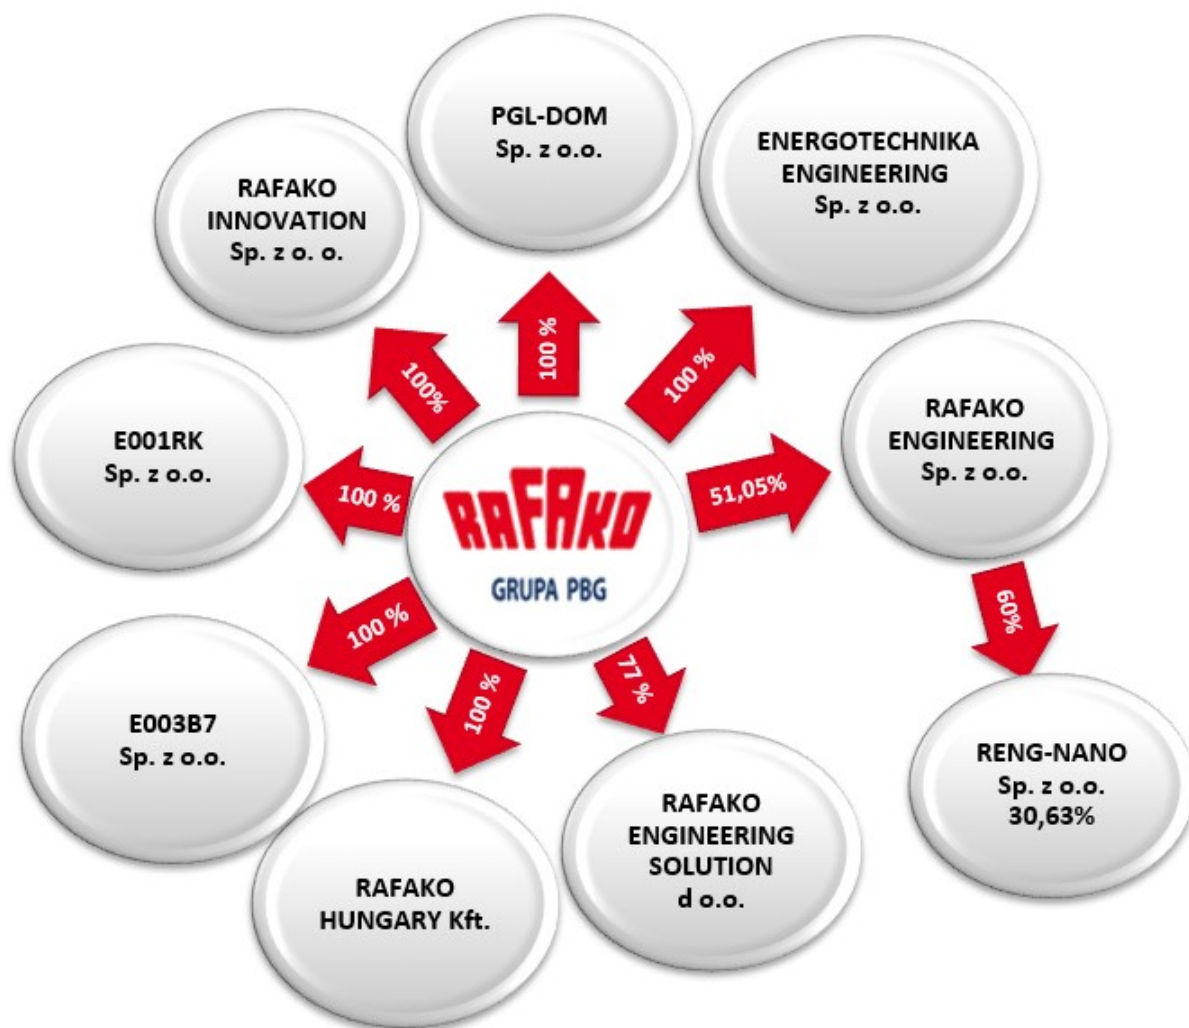 PGL-DOM
Sp. z o.o.
ENERGOTECHNIKA
ENGINEERING
Sp. z o.o.
RAFAKO
INNOVATION
Sp. z o. o.
100 %
100%
100 %
RAFAKO
ENGINEERING
Sp. z o.o.
E001RK
Sp. z o.o.
100 %
RAFAKO
GRUPA PBG
51,05%
60%
100 %
100 %
77 %
E003B7
Sp. z o.o.
RENG-NANO
Sp. z o.o.
30,63%
RAFAKO
ENGINEERING
SOLUTION
d o.o.
RAFAKO
HUNGARY Kft.